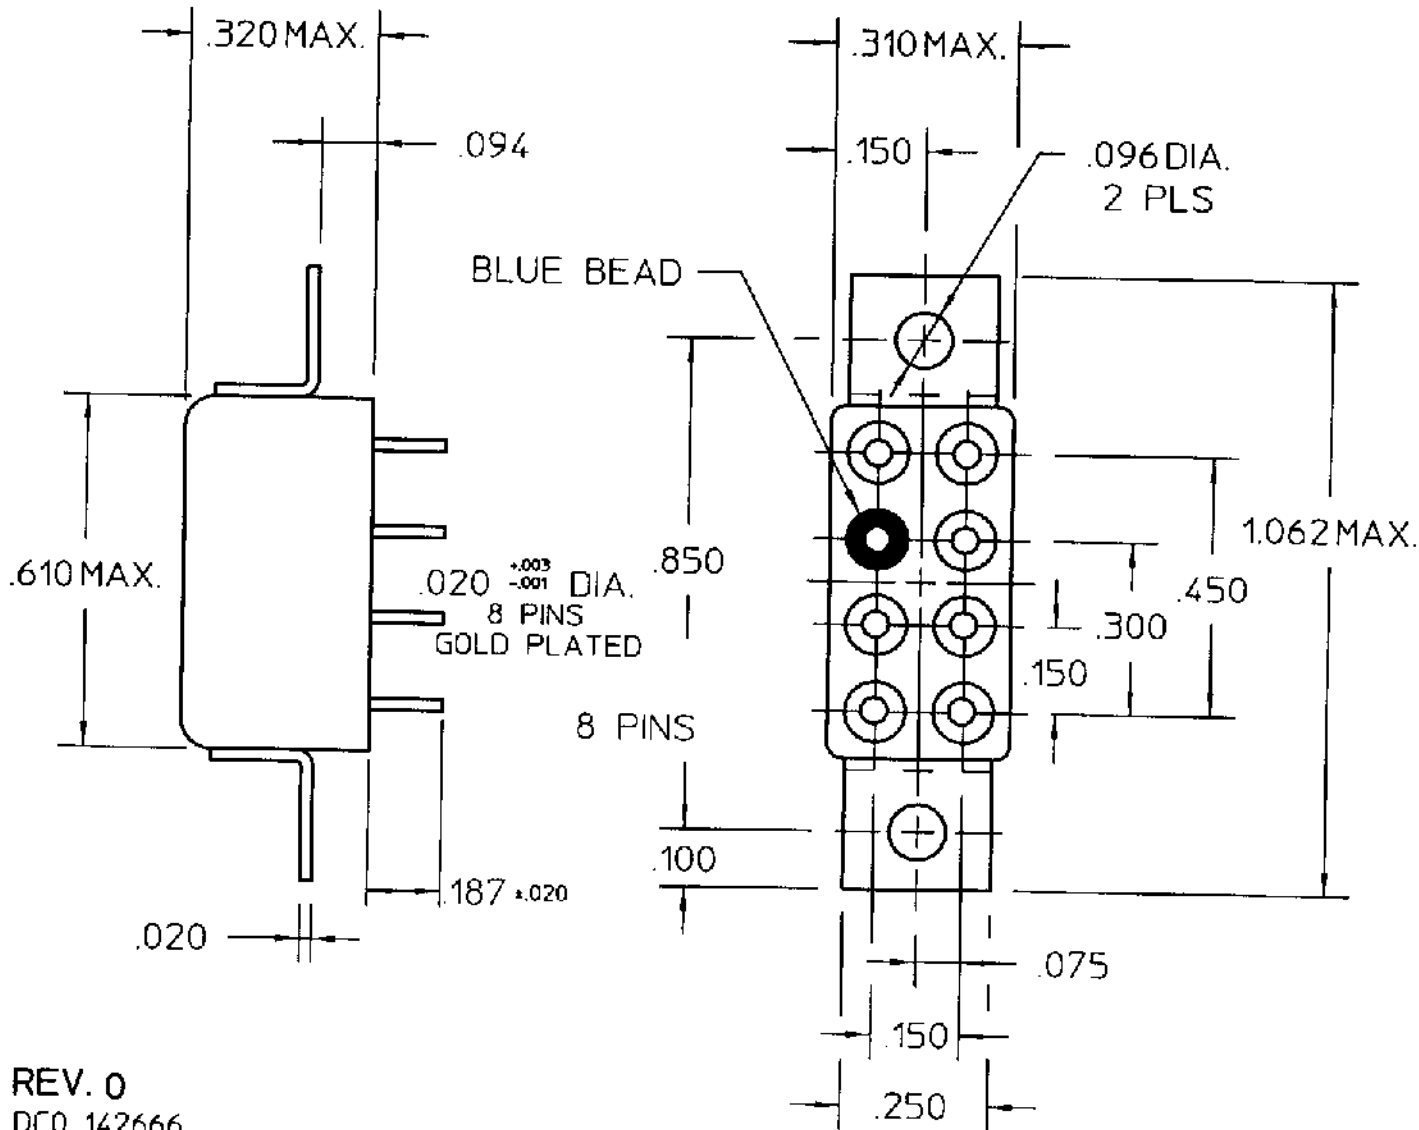 .320 MAX.
.310 MAX.
.094
.150
.096 DIA.
2 PLS
BLUE BEAD
.610 MAX.
.020 +.003 -.001 DIA.
8 PINS
GOLD PLATED
.850
1.062 MAX.
.450
.300
.150
8 PINS
.100
.187 ±.020
.020
.075
.150
.250
REV. 0
142666